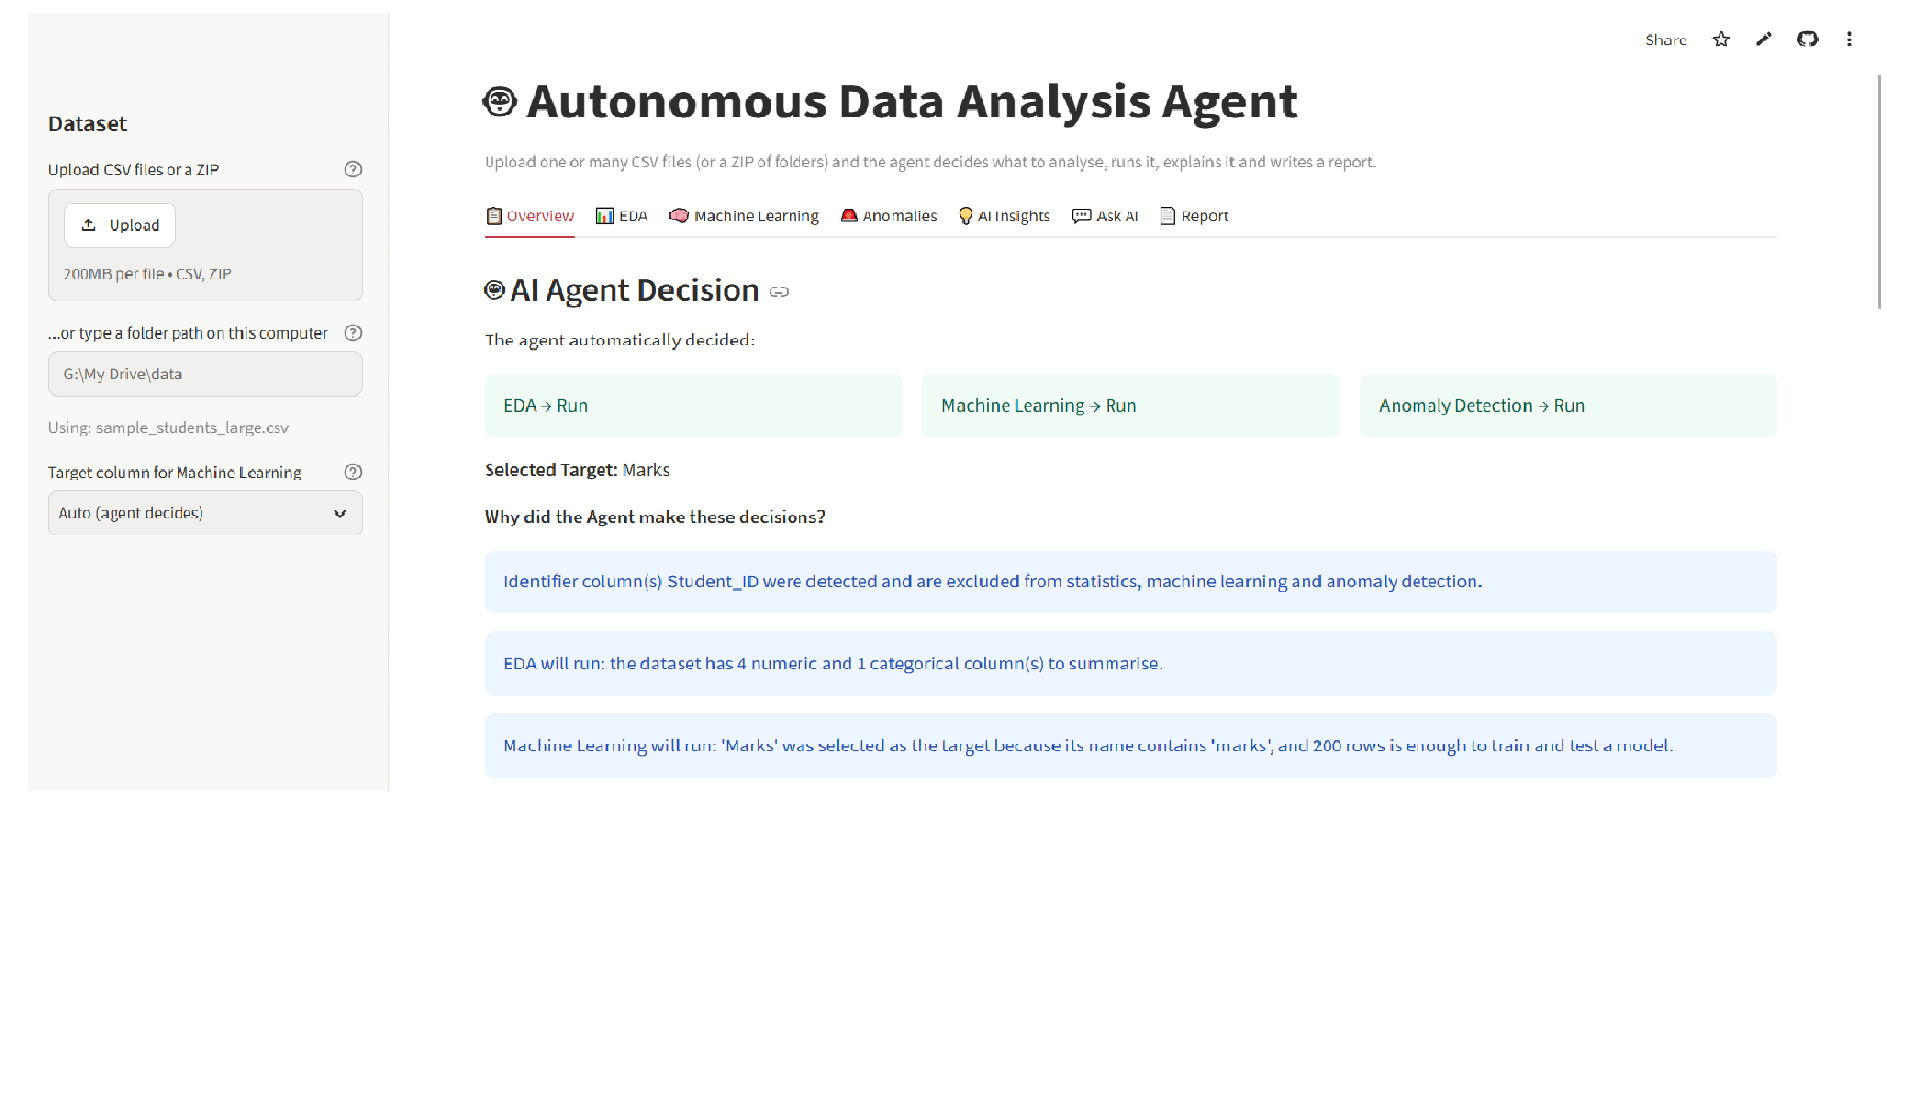 Share
Dataset
Upload CSV files or a ZIP
Upload
200MB per file • CSV, ZIP
...or type a folder path on this computer
G:\My Drive\data
Using: sample_students_large.csv
Target column for Machine Learning
Auto (agent decides)
Autonomous Data Analysis Agent
Upload one or many CSV files (or a ZIP of folders) and the agent decides what to analyse, runs it, explains it and writes a report.
Overview EDA Machine Learning Anomalies AI Insights Ask AI Report
AI Agent Decision
The agent automatically decided:
EDA → Run Machine Learning → Run Anomaly Detection → Run
Selected Target: Marks
Why did the Agent make these decisions?
Identifier column(s) Student_ID were detected and are excluded from statistics, machine learning and anomaly detection.
EDA will run: the dataset has 4 numeric and 1 categorical column(s) to summarise.
Machine Learning will run: 'Marks' was selected as the target because its name contains 'marks', and 200 rows is enough to train and test a model.